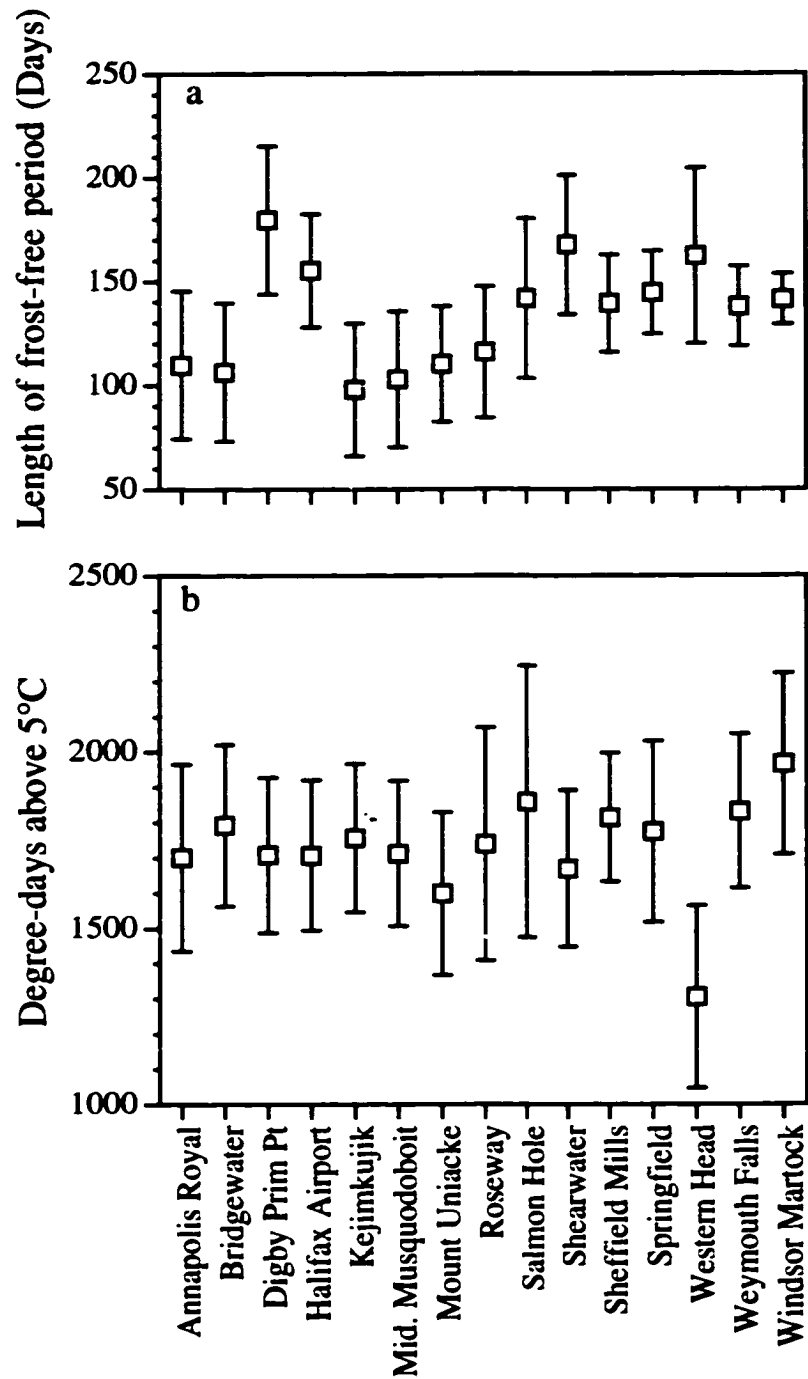 Length of frost-free period (Days)
250
200
150
100
50
a
Degree-days above 5°C
2500
2000
1500
1000
b
Annapolis Royal
Bridgewater
Digby Prim Pt
Halifax Airport
Kejimkujik
Mid. Musquodoboit
Mount Uniacke
Roseway
Salmon Hole
Shearwater
Sheffield Mills
Springfield
Western Head
Weymouth Falls
Windsor Martock